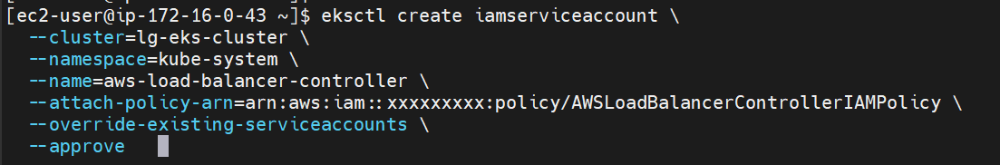 [ec2-user@ip-172-16-0-43 ~]$ eksctl create iamserviceaccount \
  --cluster=lg-eks-cluster \
  --namespace=kube-system \
  --name=aws-load-balancer-controller \
  --attach-policy-arn=arn:aws:iam::xxxxxxxxx:policy/AWSLoadBalancerControllerIAMPolicy \
  --override-existing-serviceaccounts \
  --approve